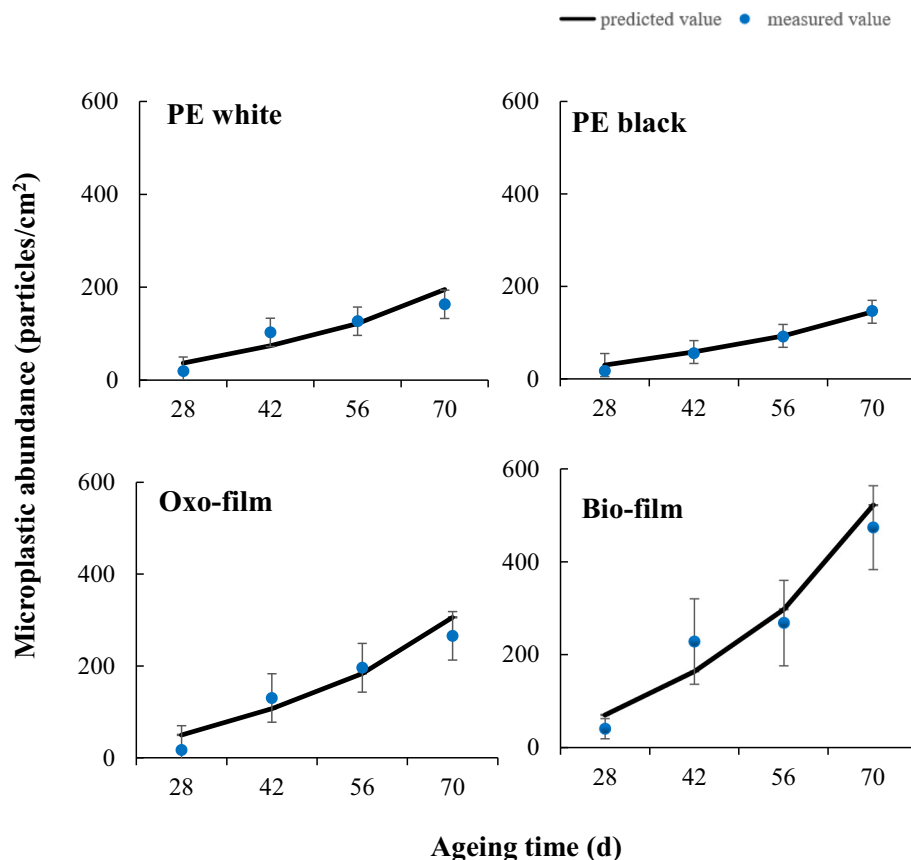 predicted value measured value
Microplastic abundance (particles/cm²)
PE white
600
400
200
0
28 42 56 70
PE black
600
400
200
0
28 42 56 70
Oxo-film
600
400
200
0
28 42 56 70
Bio-film
600
400
200
0
28 42 56 70
Ageing time (d)